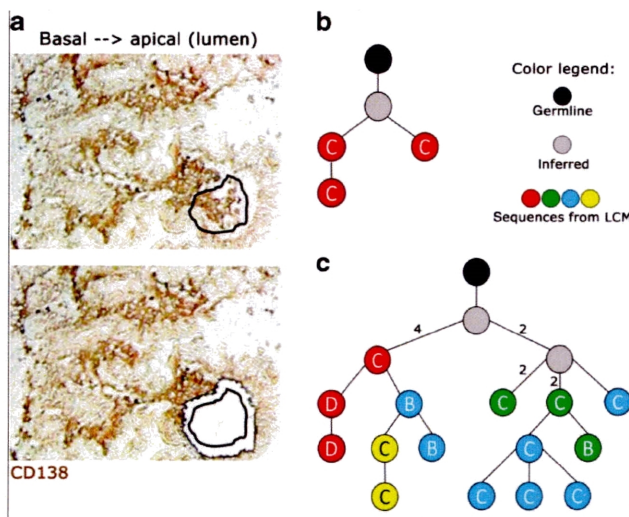 a
Basal --> apical (lumen)
CD138
b
C C
C
Color legend:
Germline
Inferred
Sequences from LCM
c
4 2
C 2 2
D B C C C
D C B C B
C C C C